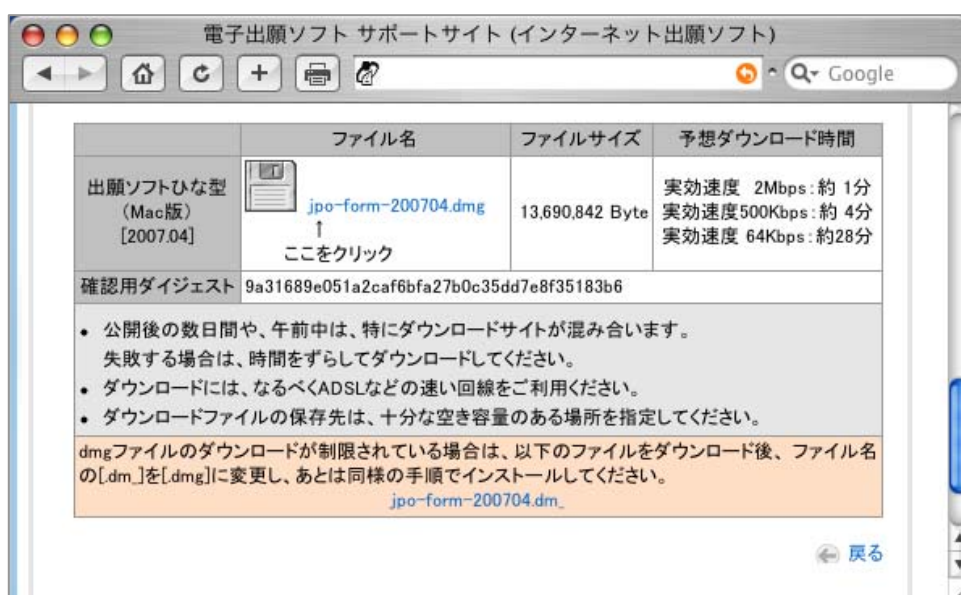 電子出願ソフト サポートサイト (インターネット出願ソフト)
Google
ファイル名 ファイルサイズ 予想ダウンロード時間
出願ソフトひな型
(Mac版)
[2007.04]
jpo-form-200704.dmg
↑
ここをクリック
13,690,842 Byte
実効速度 2Mbps:約 1分
実効速度500Kbps:約 4分
実効速度 64Kbps:約28分
確認用ダイジェスト 9a31689e051a2caf6bfa27b0c35dd7e8f35183b6
• 公開後の数日間や、午前中は、特にダウンロードサイトが混み合います。
失敗する場合は、時間をずらしてダウンロードしてください。
• ダウンロードには、なるべくADSLなどの速い回線をご利用ください。
• ダウンロードファイルの保存先は、十分な空き容量のある場所を指定してください。
dmgファイルのダウンロードが制限されている場合は、以下のファイルをダウンロード後、ファイル名
の[.dm_]を[.dmg]に変更し、あとは同様の手順でインストールしてください。
jpo-form-200704.dm_
戻る